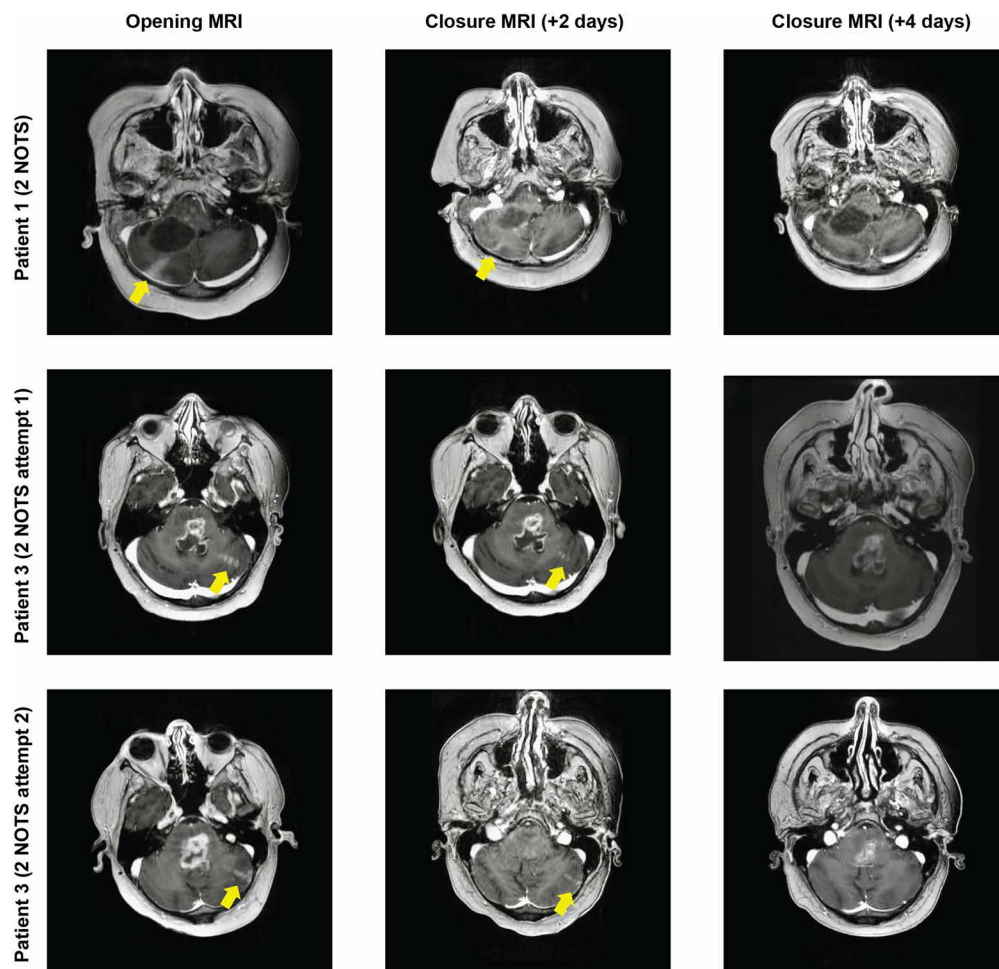 Opening MRI
Closure MRI (+2 days)
Closure MRI (+4 days)
Patient 1 (2 NOTS)
Patient 3 (2 NOTS attempt 1)
Patient 3 (2 NOTS attempt 2)